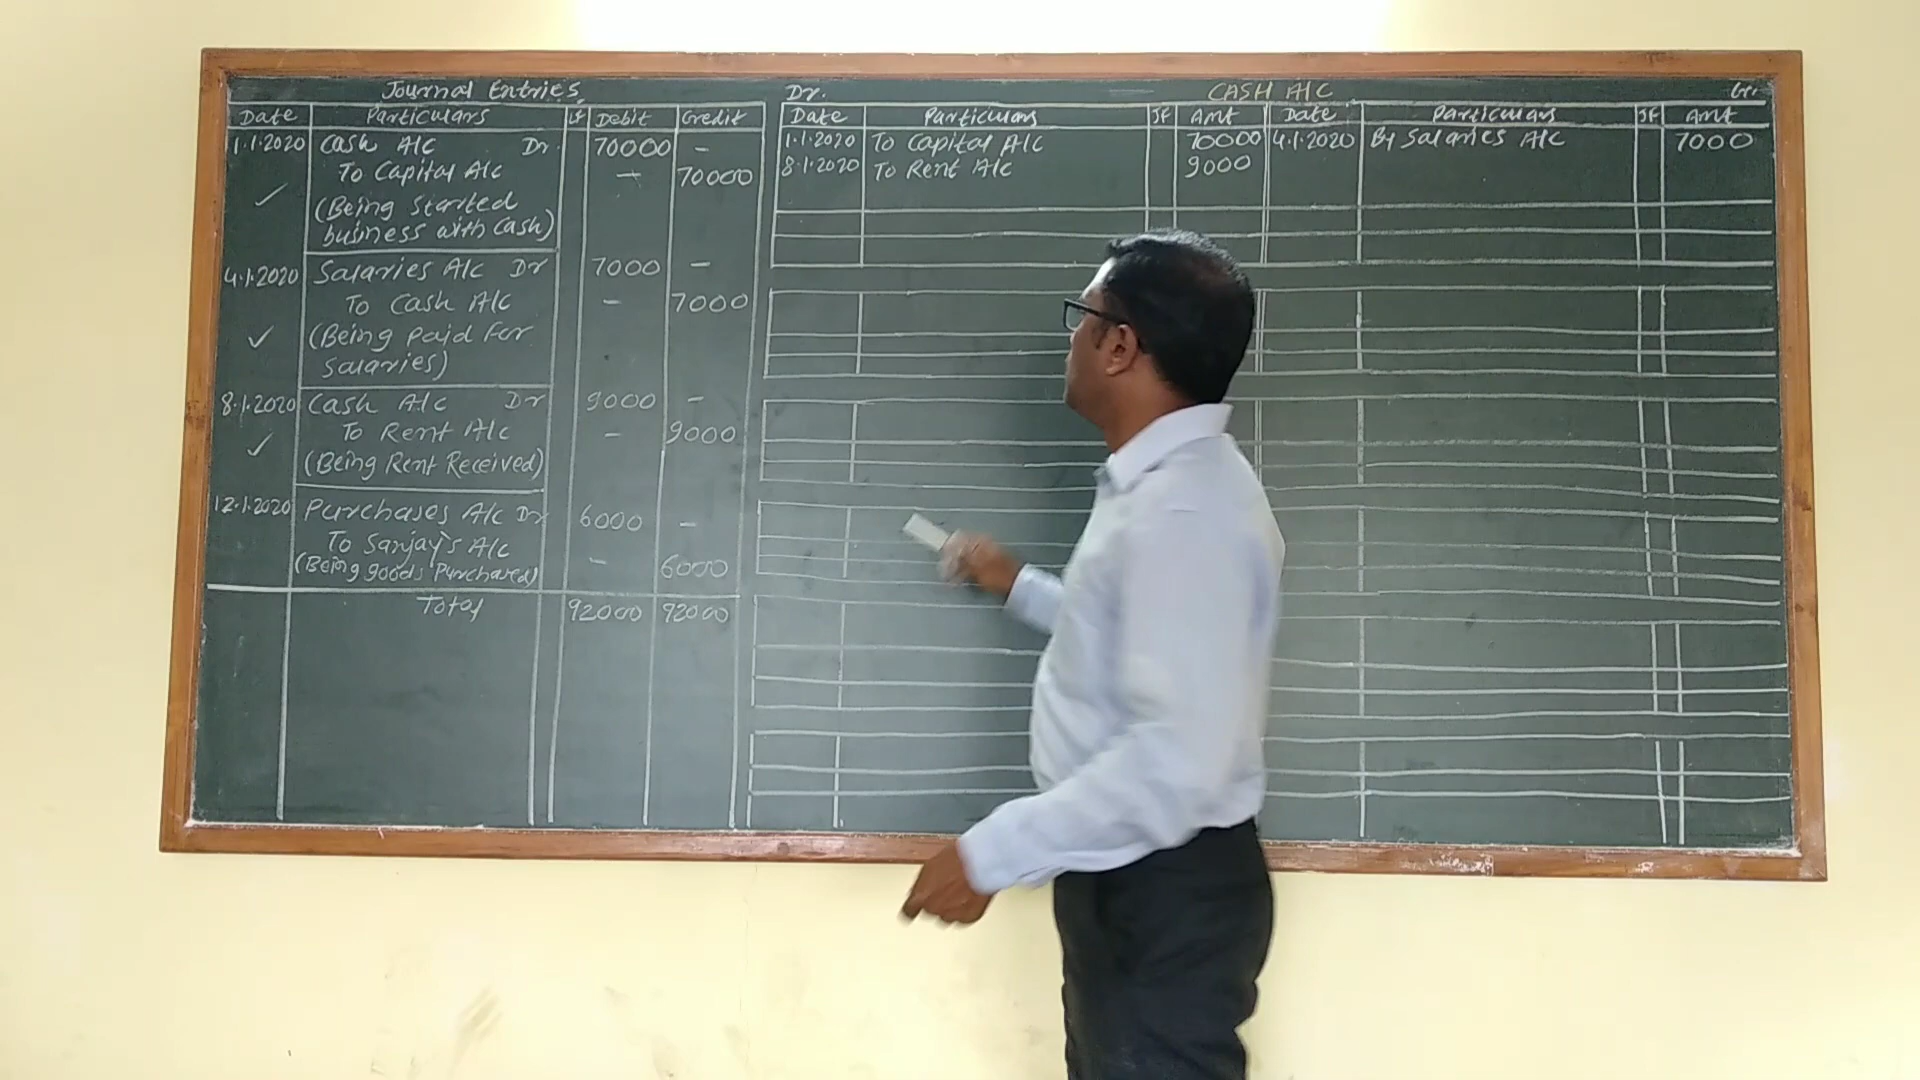 Journal Entries
Date Particulars LF Debit Credit
1.1.2020 Cash A/c Dr. 70000 -
To Capital A/c - 70000
(Being started
business with cash)
4.1.2020 Salaries A/c Dr 7000 -
To Cash A/c - 7000
(Being paid for
salaries)
8.1.2020 Cash A/c Dr 9000 -
To Rent A/c - 9000
(Being Rent Received)
12.1.2020 Purchases A/c Dr 6000 -
To Sanjay's A/c
(Being goods Purchased) - 6000
Total 92000 92000
Dr. CASH A/C Cr.
Date Particulars JF Amt Date Particulars JF Amt
1.1.2020 To Capital A/c 70000 4.1.2020 By Salaries A/c 7000
8.1.2020 To Rent A/c 9000